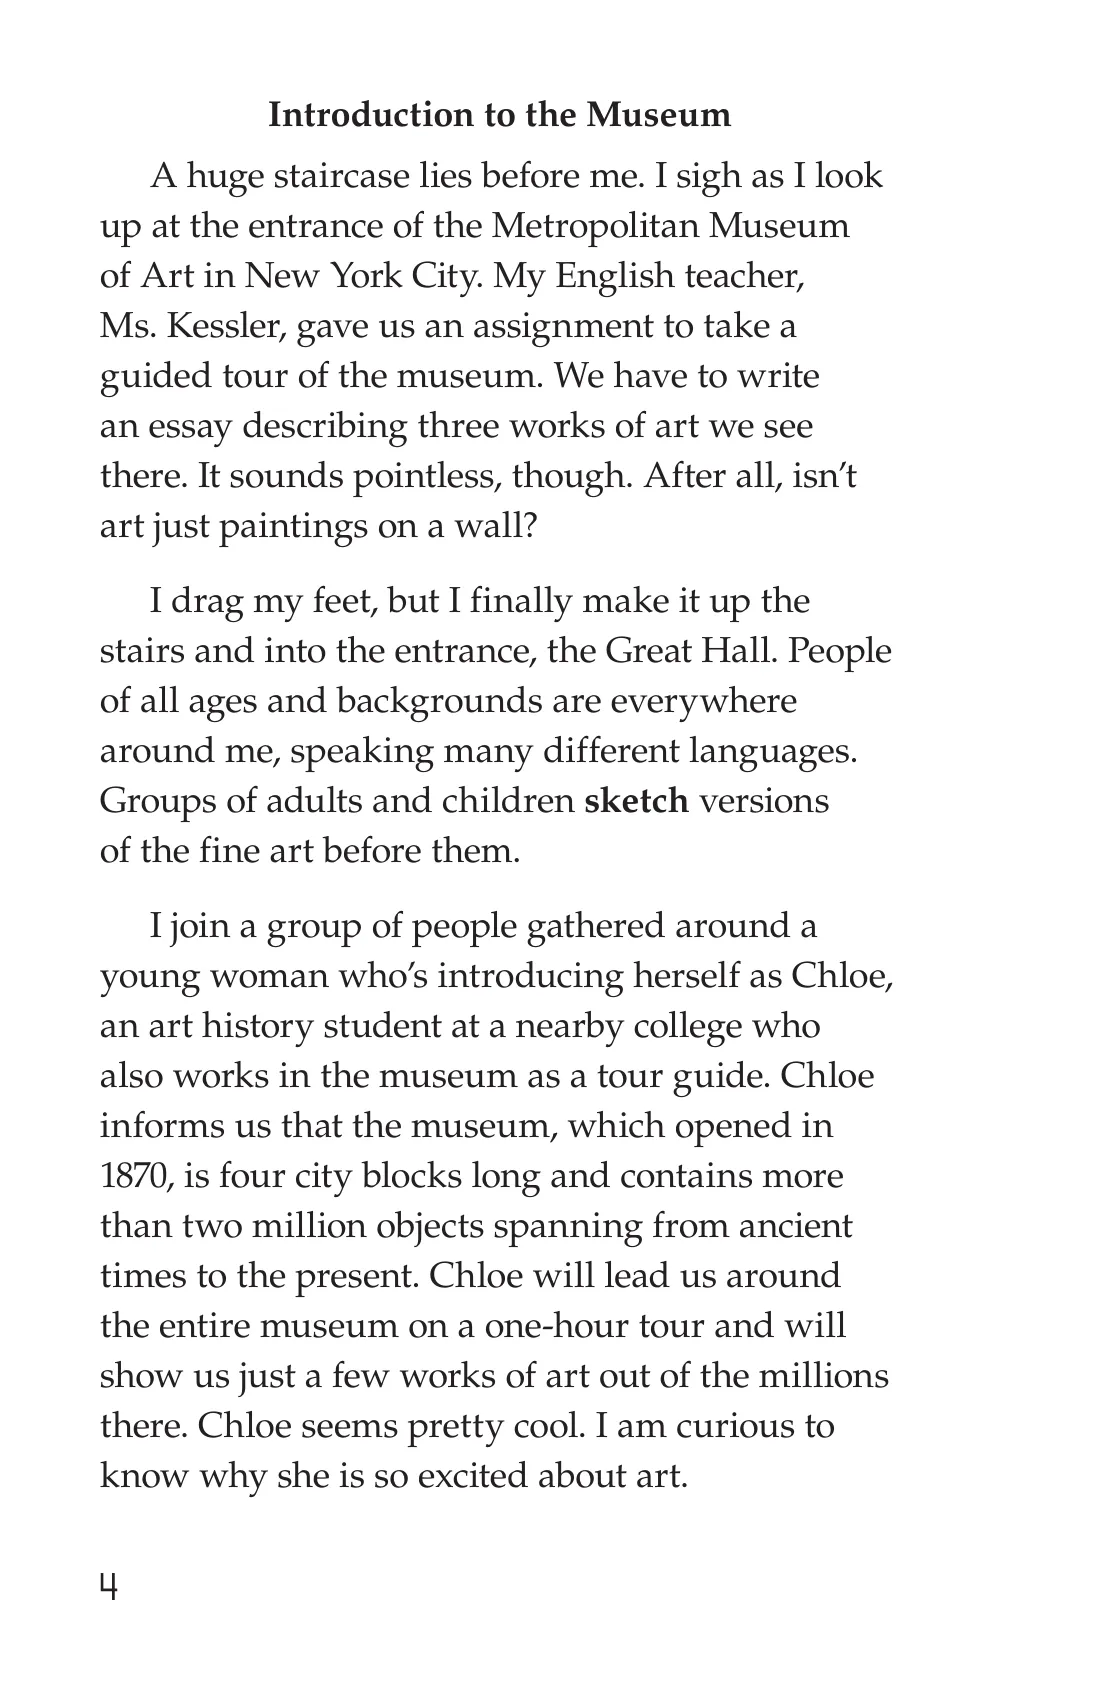 Introduction to the Museum
A huge staircase lies before me. I sigh as I look
up at the entrance of the Metropolitan Museum
of Art in New York City. My English teacher,
Ms. Kessler, gave us an assignment to take a
guided tour of the museum. We have to write
an essay describing three works of art we see
there. It sounds pointless, though. After all, isn’t
art just paintings on a wall?
I drag my feet, but I finally make it up the
stairs and into the entrance, the Great Hall. People
of all ages and backgrounds are everywhere
around me, speaking many different languages.
Groups of adults and children sketch versions
of the fine art before them.
I join a group of people gathered around a
young woman who’s introducing herself as Chloe,
an art history student at a nearby college who
also works in the museum as a tour guide. Chloe
informs us that the museum, which opened in
1870, is four city blocks long and contains more
than two million objects spanning from ancient
times to the present. Chloe will lead us around
the entire museum on a one-hour tour and will
show us just a few works of art out of the millions
there. Chloe seems pretty cool. I am curious to
know why she is so excited about art.
4